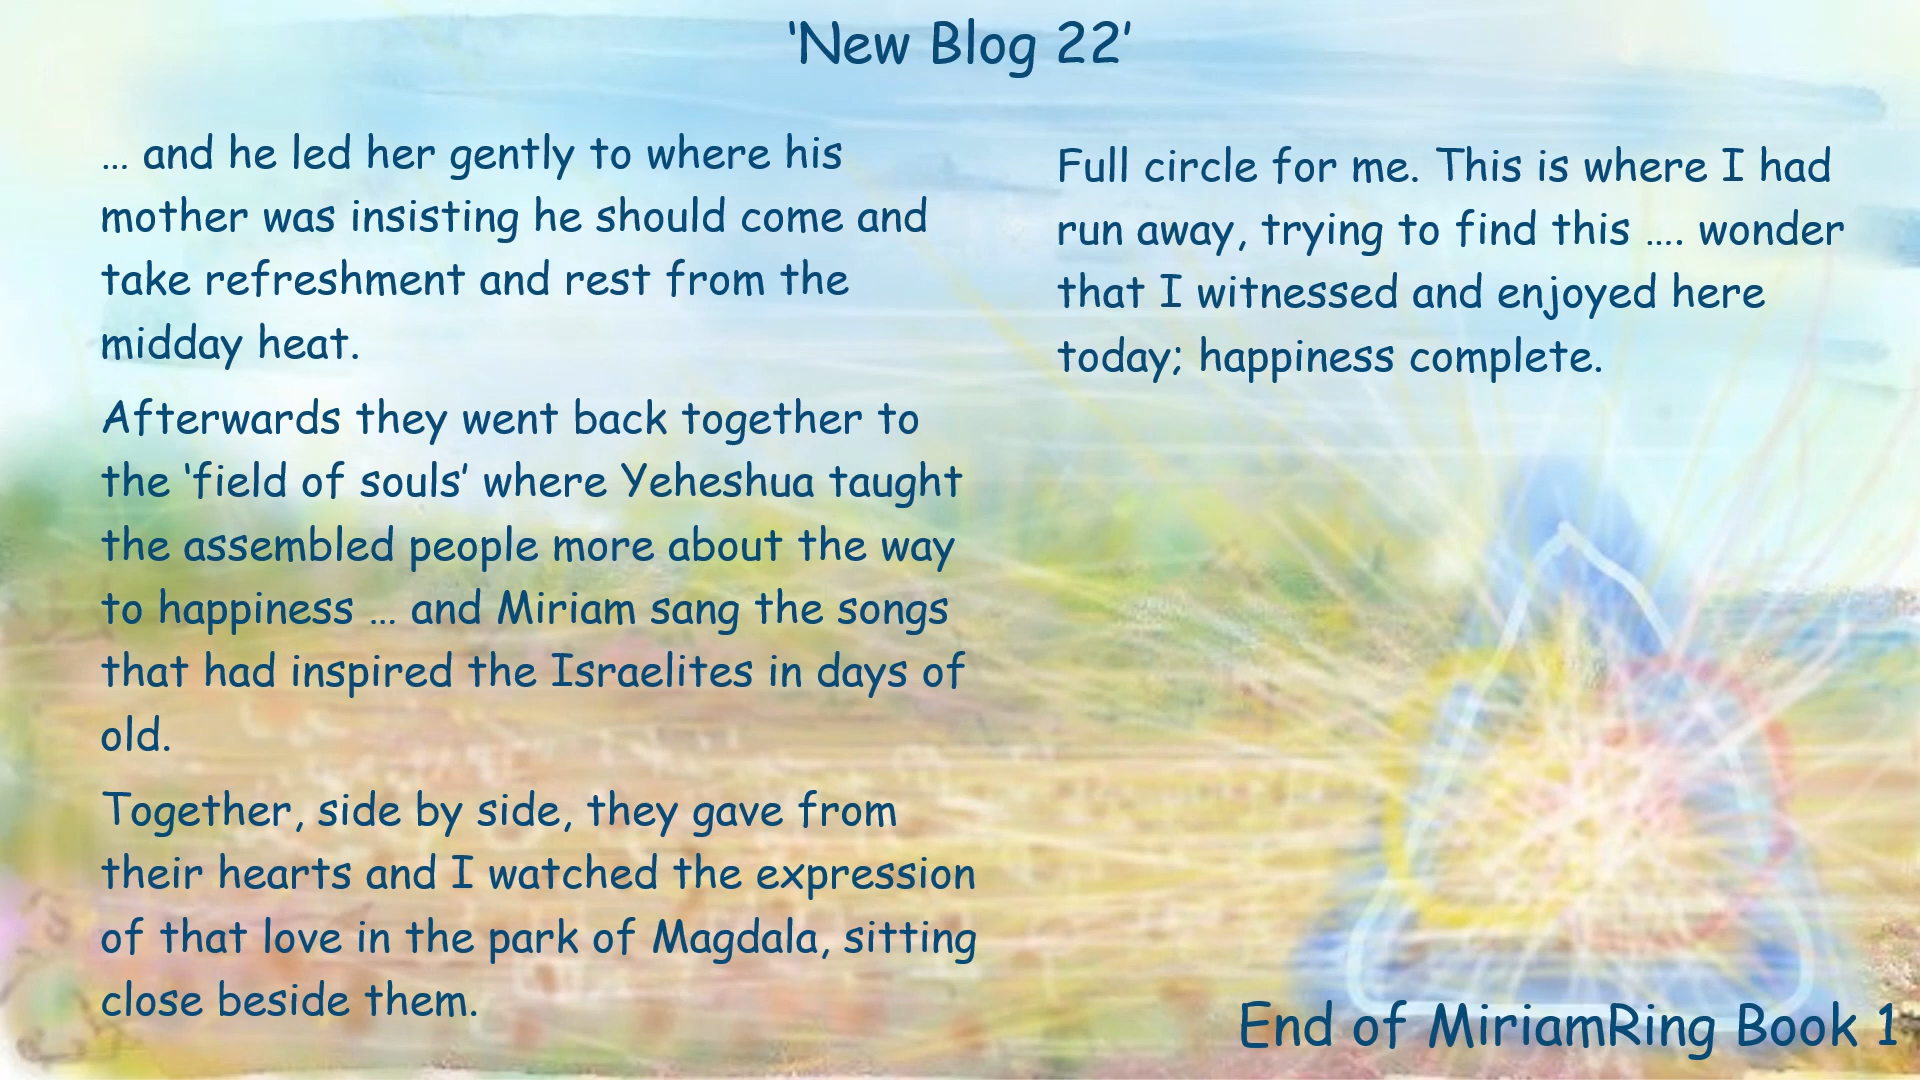 ‘New Blog 22’
... and he led her gently to where his
mother was insisting he should come and
take refreshment and rest from the
midday heat.
Afterwards they went back together to
the ‘field of souls’ where Yeheshua taught
the assembled people more about the way
to happiness ... and Miriam sang the songs
that had inspired the Israelites in days of
old.
Together, side by side, they gave from
their hearts and I watched the expression
of that love in the park of Magdala, sitting
close beside them.
Full circle for me. This is where I had
run away, trying to find this .... wonder
that I witnessed and enjoyed here
today; happiness complete.
End of MiriamRing Book 1